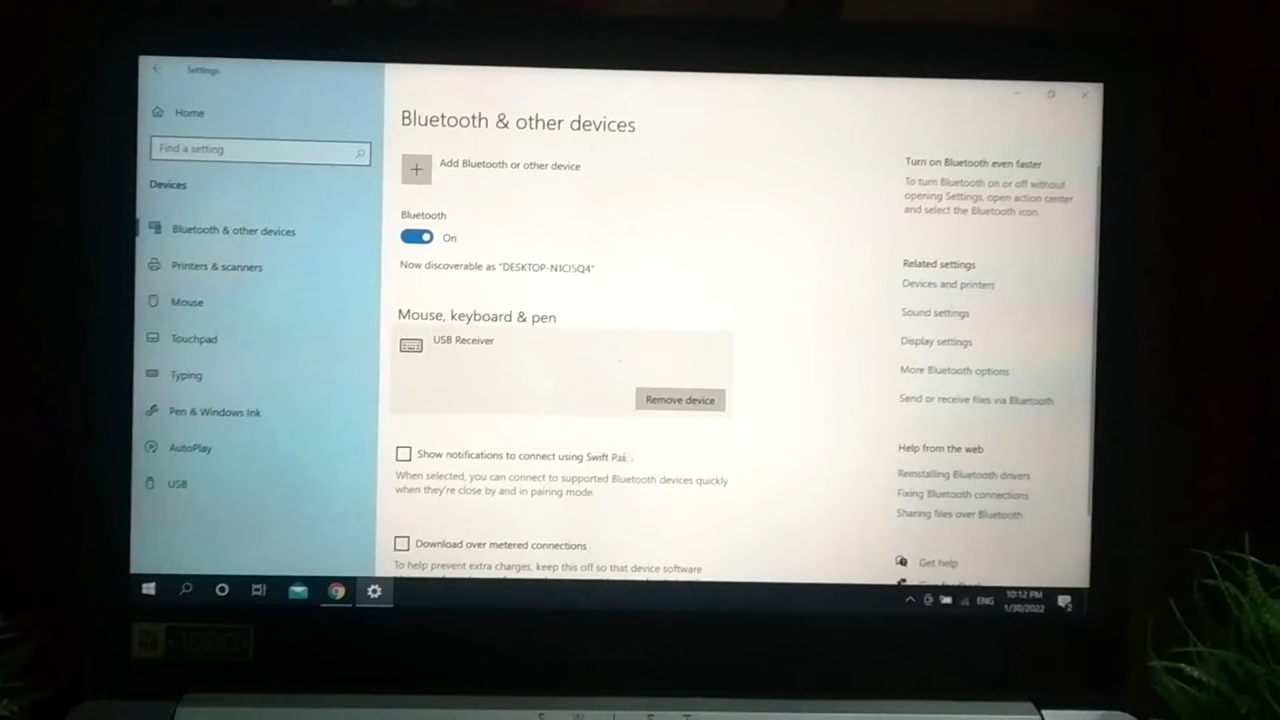 Settings
Home
Find a setting
Devices
Bluetooth & other devices
Printers & scanners
Mouse
Touchpad
Typing
Pen & Windows Ink
AutoPlay
USB
Bluetooth & other devices
Add Bluetooth or other device
Bluetooth
On
Now discoverable as "DESKTOP-N1CI5Q4"
Mouse, keyboard & pen
USB Receiver
Remove device
Show notifications to connect using Swift Pai
When selected, you can connect to supported Bluetooth devices quickly
when they're close by and in pairing mode.
Download over metered connections
To help prevent extra charges, keep this off so that device software
Turn on Bluetooth even faster
To turn Bluetooth on or off without
opening Settings, open action center
and select the Bluetooth icon.
Related settings
Devices and printers
Sound settings
Display settings
More Bluetooth options
Send or receive files via Bluetooth
Help from the web
Reinstalling Bluetooth drivers
Fixing Bluetooth connections
Sharing files over Bluetooth
Get help
ENG
10:12 PM
1/30/2022
2
SWIFT